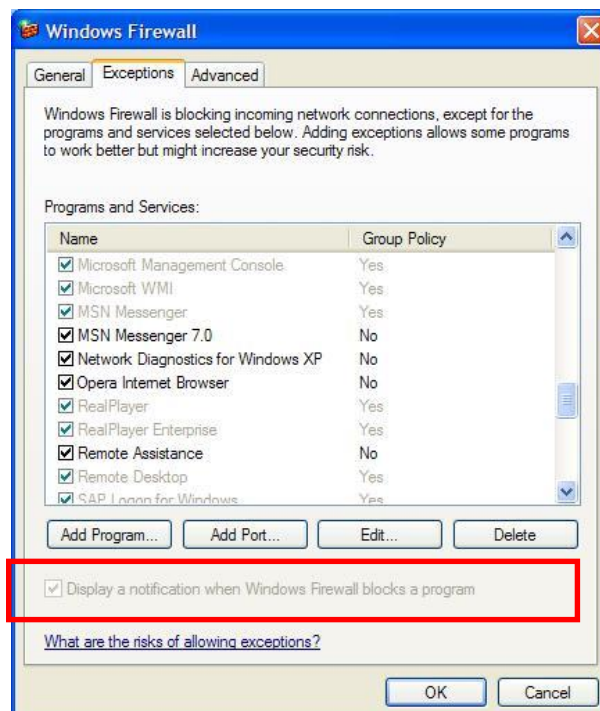 Windows Firewall
General Exceptions Advanced
Windows Firewall is blocking incoming network connections, except for the
programs and services selected below. Adding exceptions allows some programs
to work better but might increase your security risk.
Programs and Services:
Name Group Policy
Microsoft Management Console Yes
Microsoft WMI Yes
MSN Messenger Yes
MSN Messenger 7.0 No
Network Diagnostics for Windows XP No
Opera Internet Browser No
RealPlayer Yes
RealPlayer Enterprise Yes
Remote Assistance No
Remote Desktop Yes
SAP Logon for Windows Yes
Add Program... Add Port... Edit... Delete
Display a notification when Windows Firewall blocks a program
What are the risks of allowing exceptions?
OK Cancel